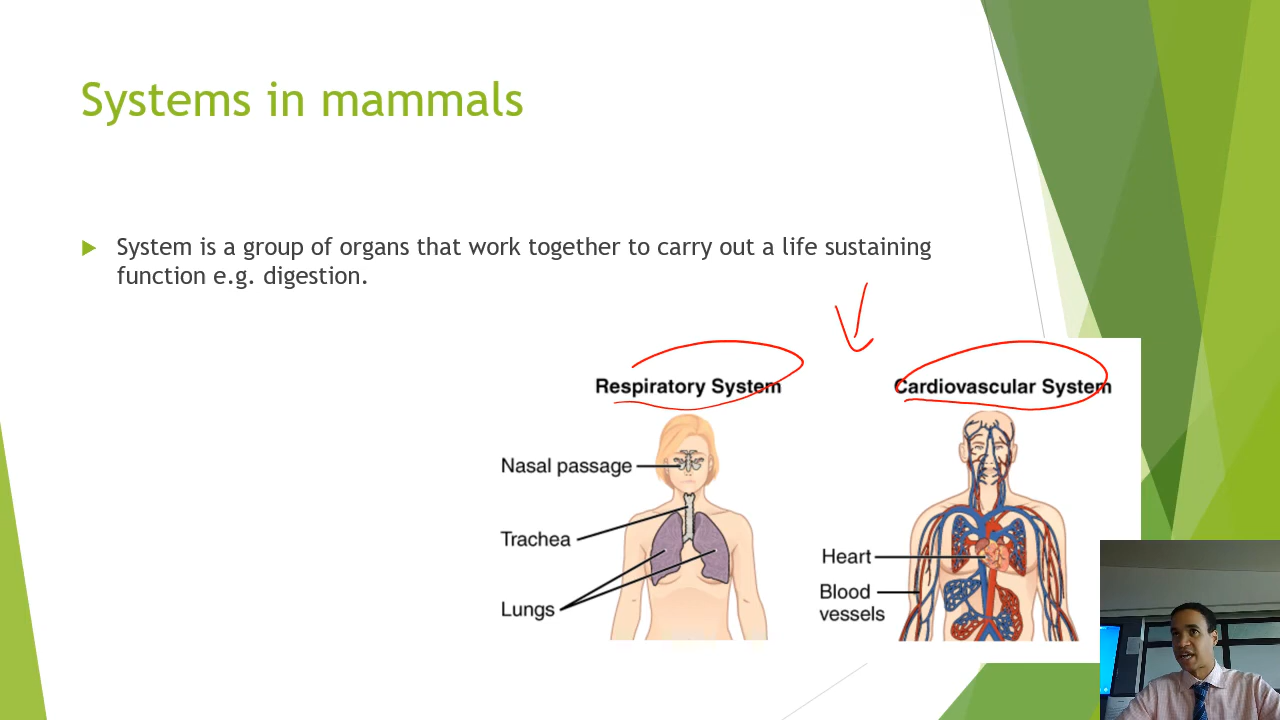 Systems in mammals
System is a group of organs that work together to carry out a life sustaining
function e.g. digestion.
Respiratory System
Nasal passage
Trachea
Lungs
Cardiovascular System
Heart
Blood
vessels